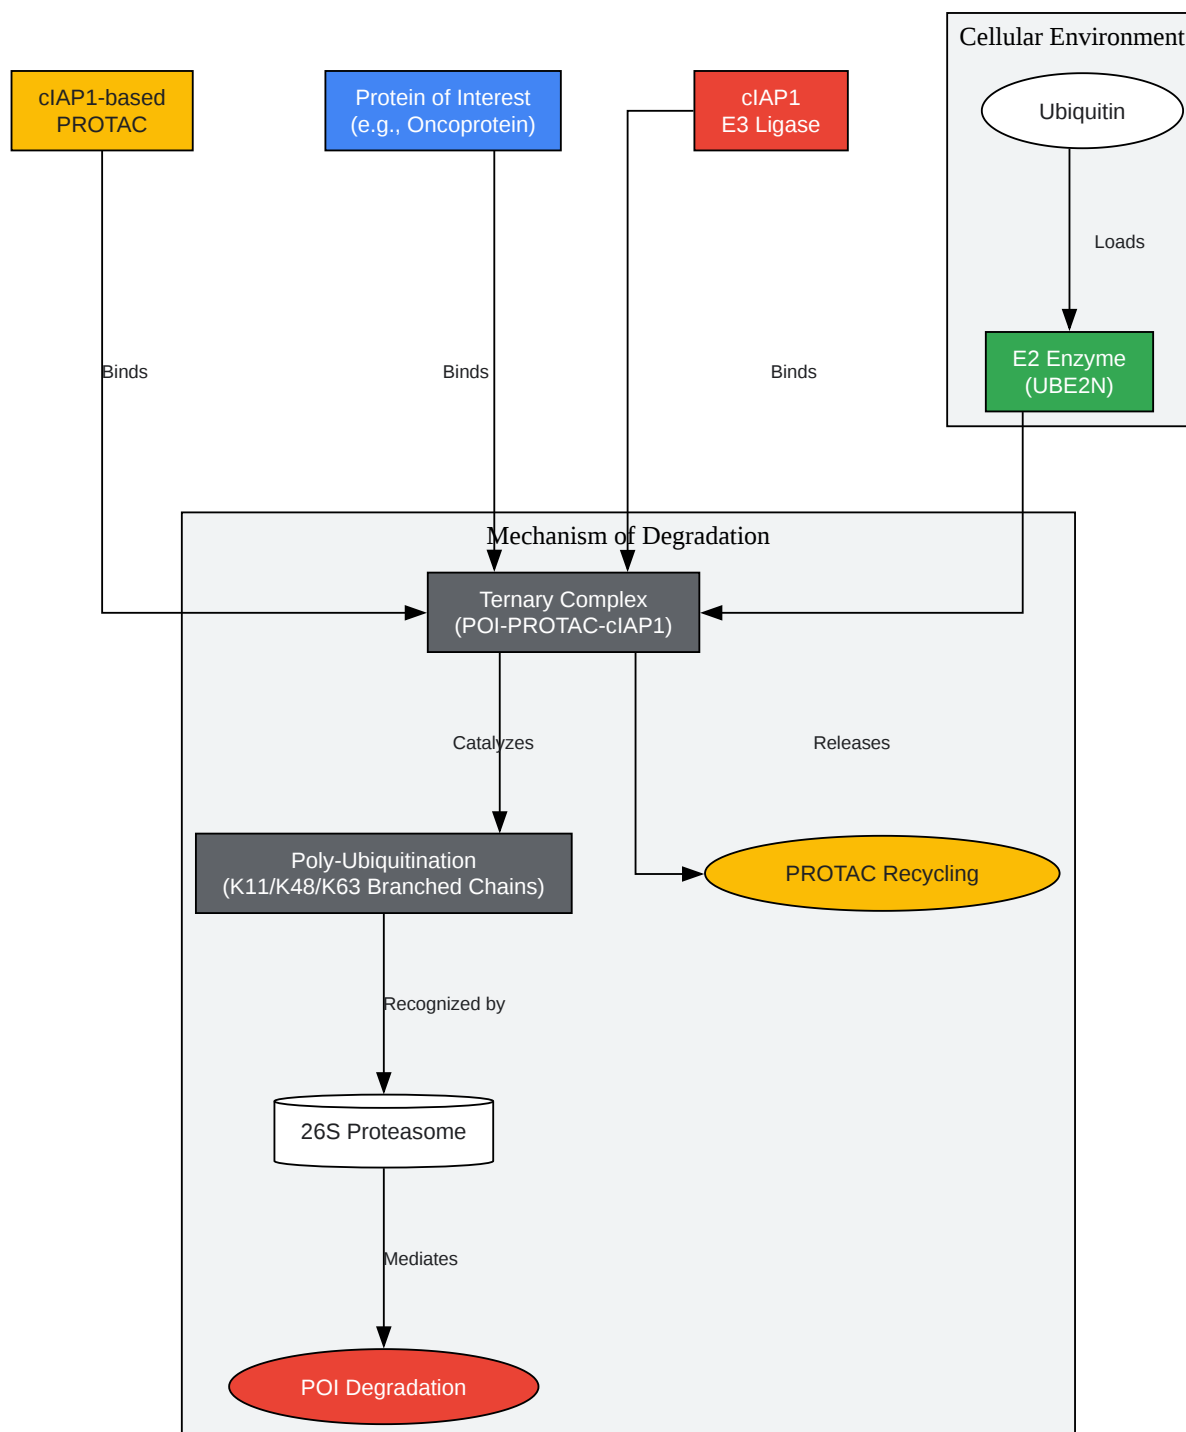 Cellular Environment
cIAP1-based
PROTAC
Protein of Interest
(e.g., Oncoprotein)
cIAP1
E3 Ligase
Ubiquitin
Loads
Binds
Binds
Binds
E2 Enzyme
(UBE2N)
Mechanism of Degradation
Ternary Complex
(POI-PROTAC-cIAP1)
Catalyzes
Releases
Poly-Ubiquitination
(K11/K48/K63 Branched Chains)
PROTAC Recycling
Recognized by
26S Proteasome
Mediates
POI Degradation